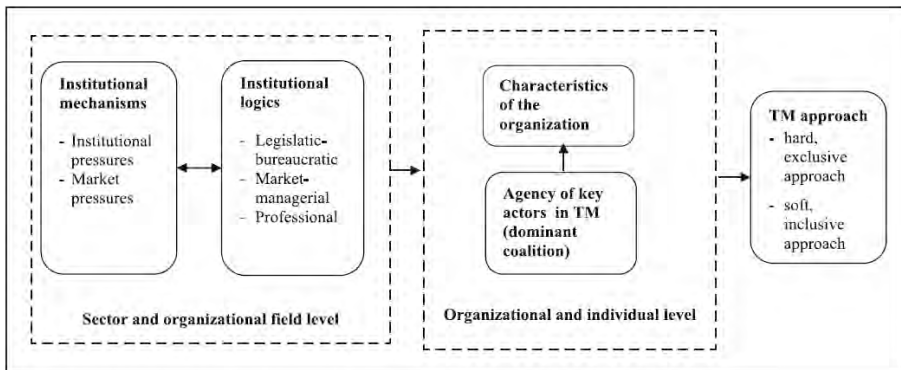 Institutional
mechanisms
- Institutional
pressures
- Market
pressures
Institutional
logics
- Legislatic-
bureaucratic
- Market-
managerial
- Professional
Sector and organizational field level
Characteristics
of the
organization
Agency of key
actors in TM
(dominant
coalition)
Organizational and individual level
TM approach
- hard,
exclusive
approach
- soft,
inclusive
approach